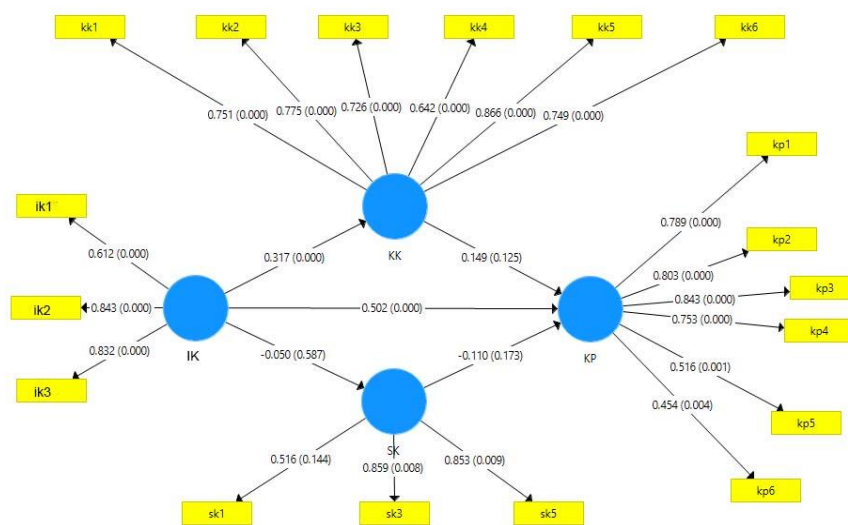 kk1 kk2 kk3 kk4 kk5 kk6
0.751 (0.000) 0.775 (0.000) 0.726 (0.000) 0.642 (0.000) 0.866 (0.000) 0.749 (0.000)
kp1
ik1
0.789 (0.000)
0.612 (0.000)
0.317 (0.000)
KK
0.149 (0.125)
kp2
0.803 (0.000)
kp3
ik2
0.843 (0.000)
0.502 (0.000)
0.843 (0.000)
0.753 (0.000)
kp4
0.832 (0.000)
IK
-0.050 (0.587)
-0.110 (0.173)
KP
0.516 (0.001)
ik3
0.454 (0.004)
kp5
SK
0.516 (0.144)
0.859 (0.008)
0.853 (0.009)
kp6
sk1 sk3 sk5